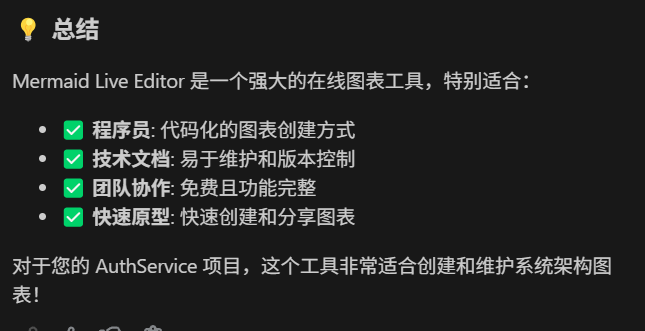 💡 总结
Mermaid Live Editor 是一个强大的在线图表工具，特别适合：
• ✅ 程序员: 代码化的图表创建方式
• ✅ 技术文档: 易于维护和版本控制
• ✅ 团队协作: 免费且功能完整
• ✅ 快速原型: 快速创建和分享图表
对于您的 AuthService 项目，这个工具非常适合创建和维护系统架构图
表！